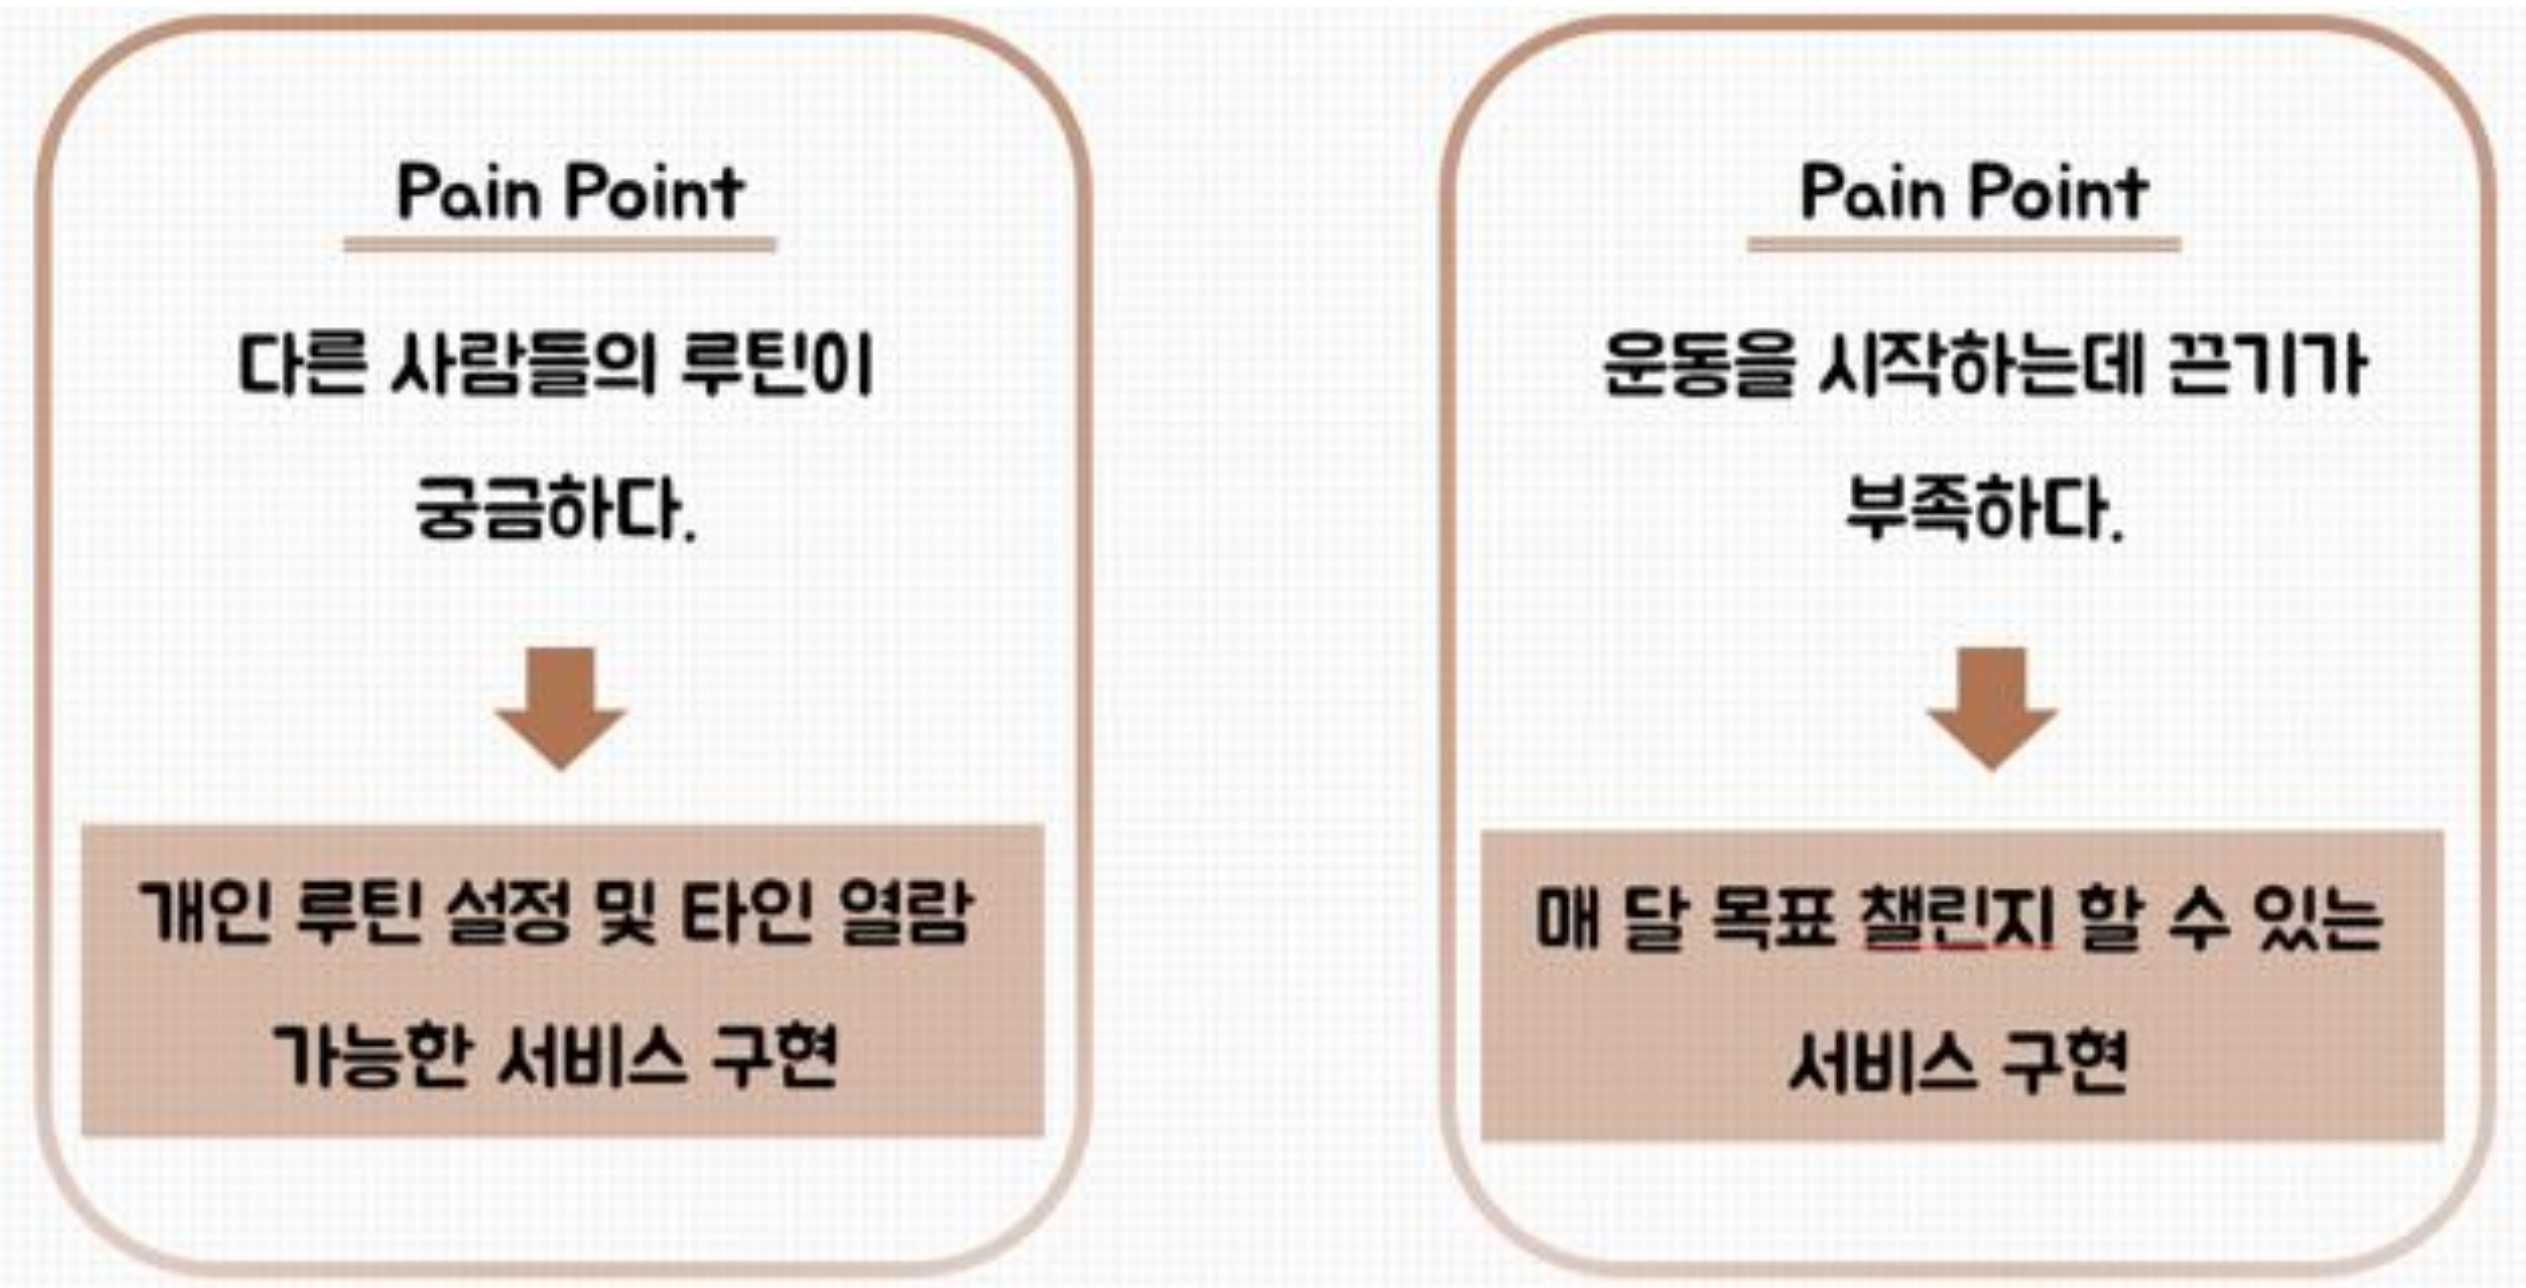 Pain Point
다른 사람들의 루틴이
궁금하다.
개인 루틴 설정 및 타인 열람
가능한 서비스 구현
Pain Point
운동을 시작하는데 끈기가
부족하다.
매 달 목표 챌린지 할 수 있는
서비스 구현